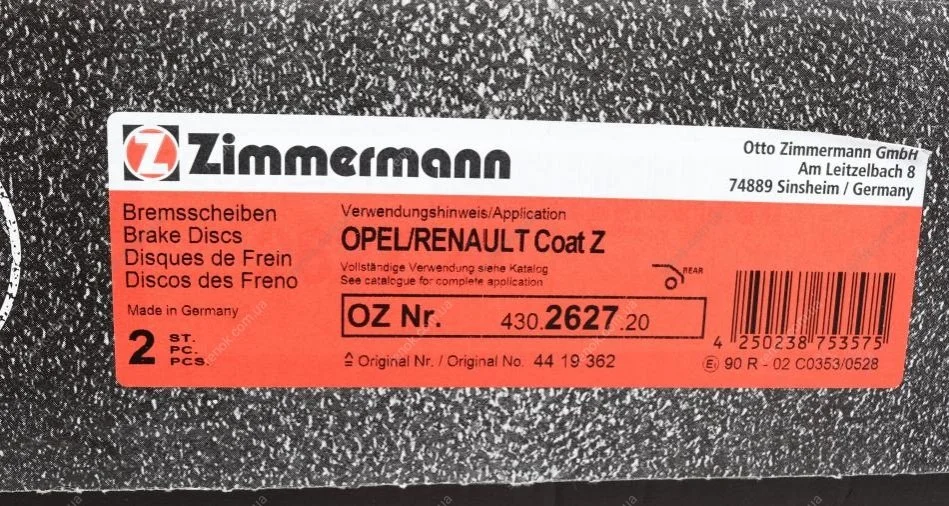 Z Zimmermann
Otto Zimmermann GmbH
Am Leitzelbach 8
74889 Sinsheim / Germany
Bremsscheiben
Brake Discs
Disques de Frein
Discos des Freno
Made in Germany
2 ST.
PC.
PCS.
Verwendungshinweis/Application
OPEL/RENAULT Coat Z
Vollständige Verwendung siehe Katalog
See catalogue for complete application
REAR
OZ Nr. 430.2627.20
≙ Original Nr. / Original No. 44 19 362
4 250238 753575
E 90 R - 02 C0353/0528